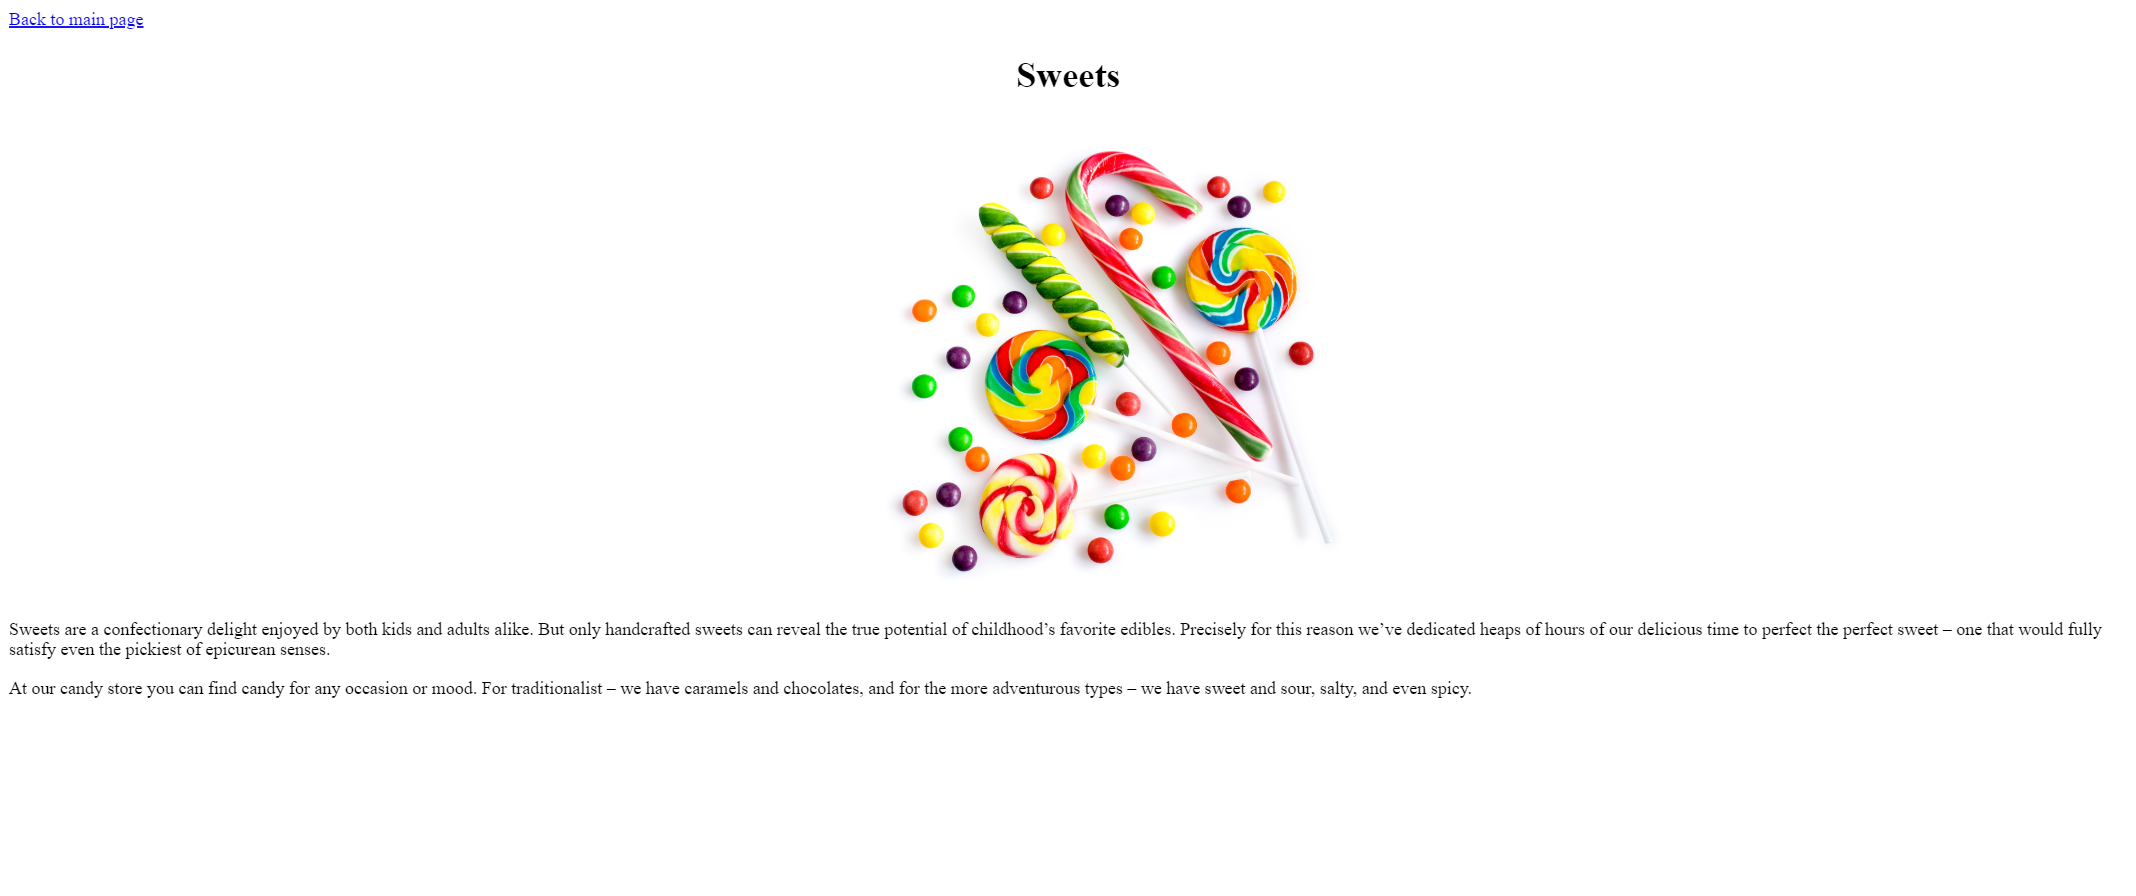 Back to main page
Sweets
Sweets are a confectionary delight enjoyed by both kids and adults alike. But only handcrafted sweets can reveal the true potential of childhood’s favorite edibles. Precisely for this reason we’ve dedicated heaps of hours of our delicious time to perfect the perfect sweet – one that would fully
satisfy even the pickiest of epicurean senses.
At our candy store you can find candy for any occasion or mood. For traditionalist – we have caramels and chocolates, and for the more adventurous types – we have sweet and sour, salty, and even spicy.